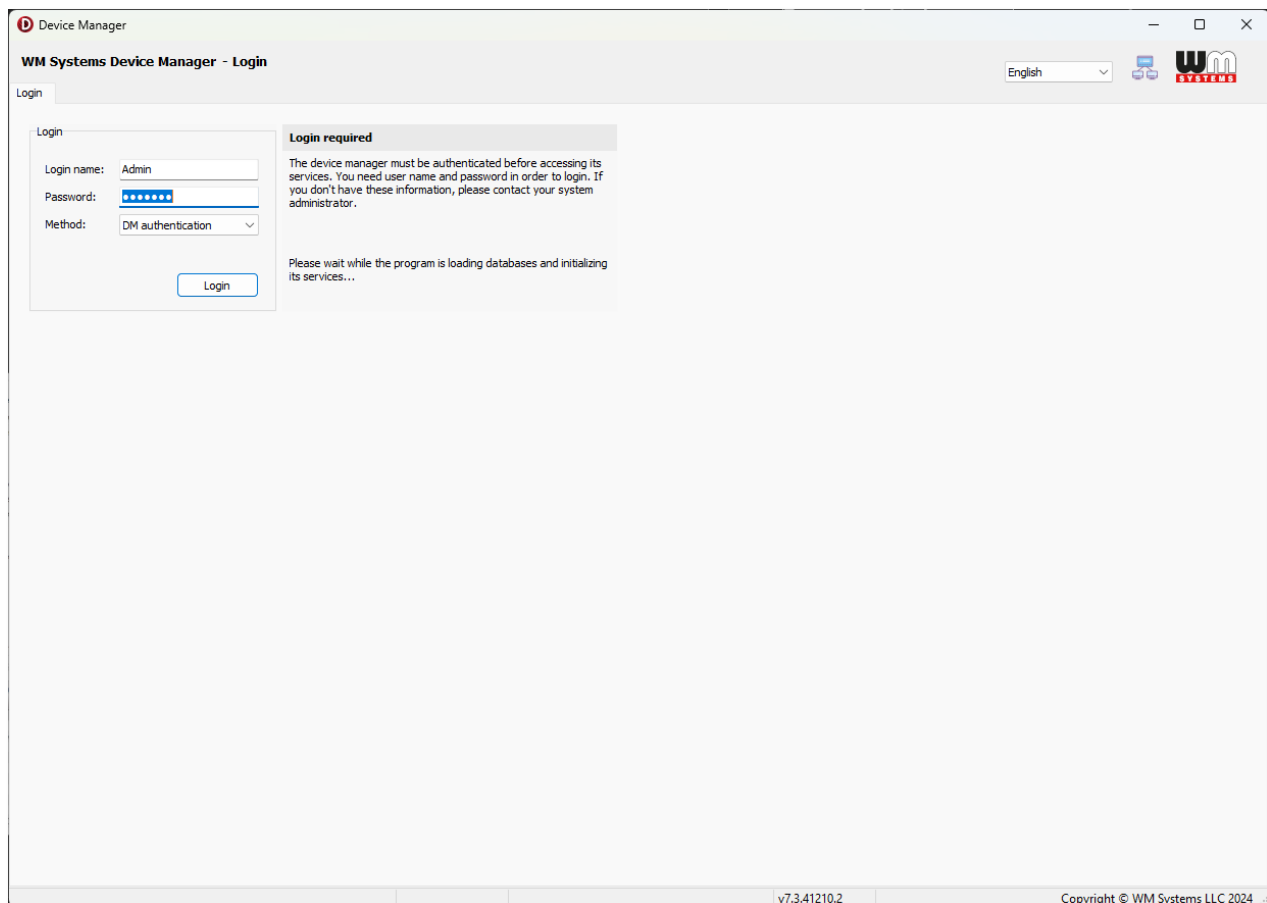 Device Manager
WM Systems Device Manager - Login
English
wm
SYSTEMS
Login
Login
Login name: Admin
Password: •••••••
Method: DM authentication
Login
Login required
The device manager must be authenticated before accessing its
services. You need user name and password in order to login. If
you don't have these information, please contact your system
administrator.
Please wait while the program is loading databases and initializing
its services...
v7.3.41210.2
Copyright © WM Systems LLC 2024